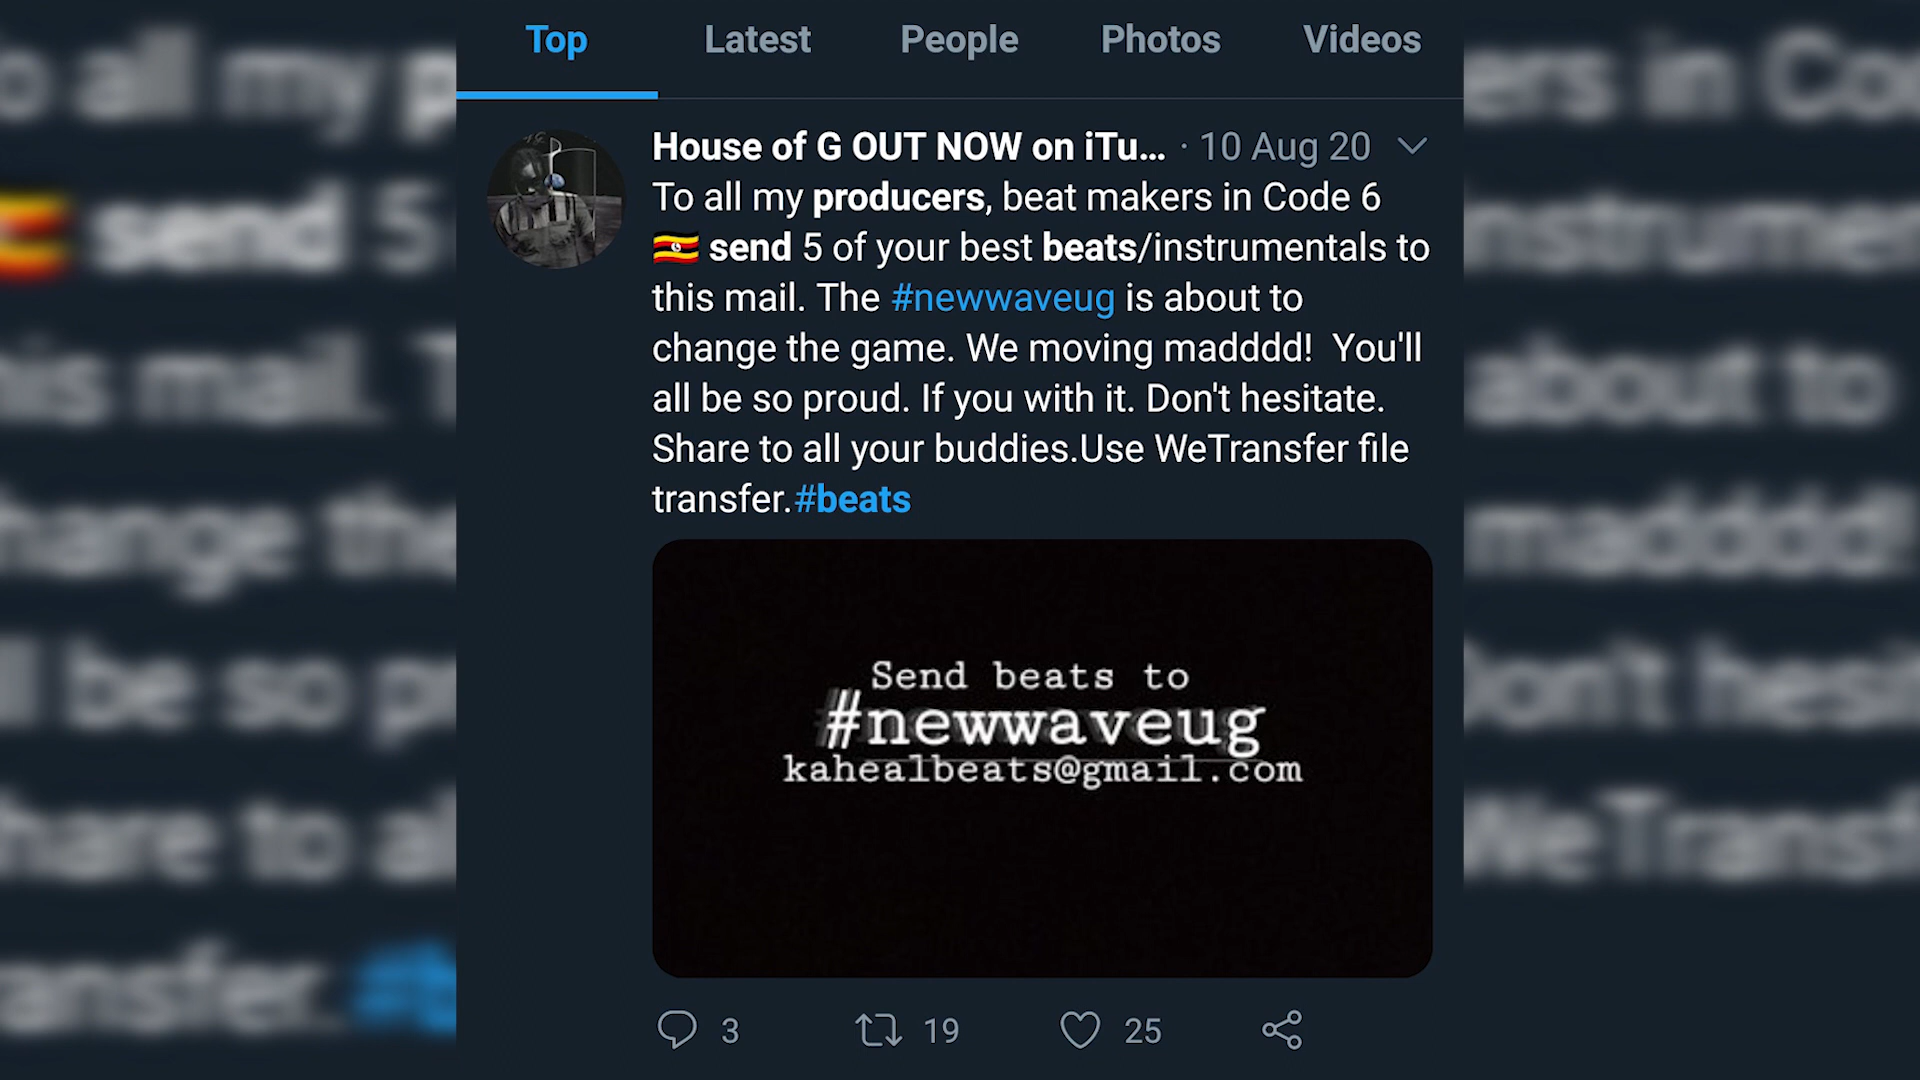 Top Latest People Photos Videos
House of G OUT NOW on iTu... · 10 Aug 20
To all my producers, beat makers in Code 6
🇺🇬 send 5 of your best beats/instrumentals to
this mail. The #newwaveug is about to
change the game. We moving madddd!  You'll
all be so proud. If you with it. Don't hesitate.
Share to all your buddies.Use WeTransfer file
transfer.#beats
Send beats to
#newwaveug
kahealbeats@gmail.com
3 19 25